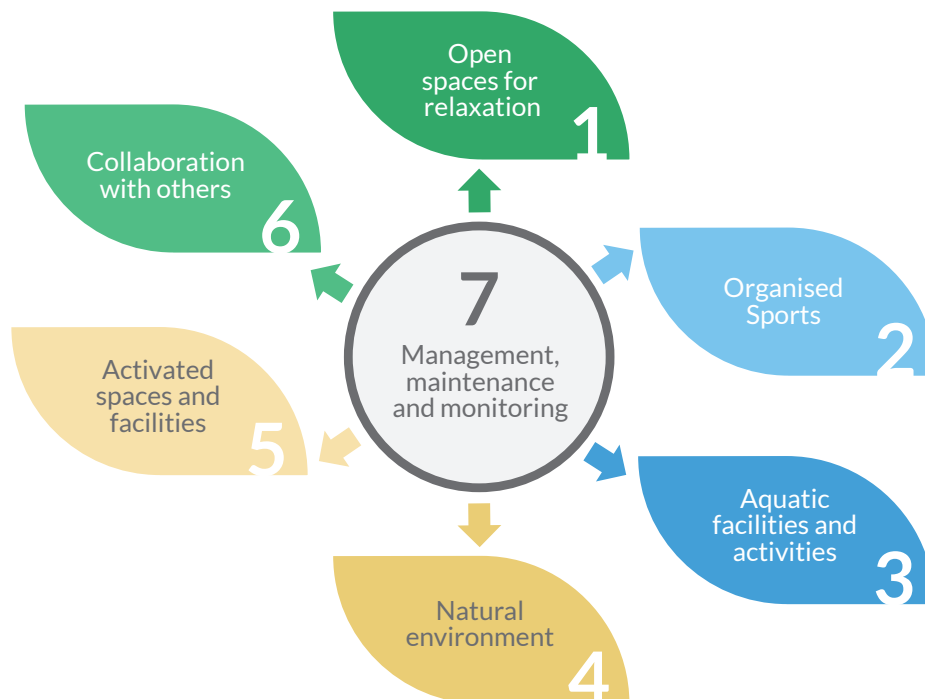 Open
spaces for
relaxation
1
Organised
Sports
2
Aquatic
facilities and
activities
3
Natural
environment
4
Activated
spaces and
facilities
5
Collaboration
with others
6
7
Management,
maintenance
and monitoring